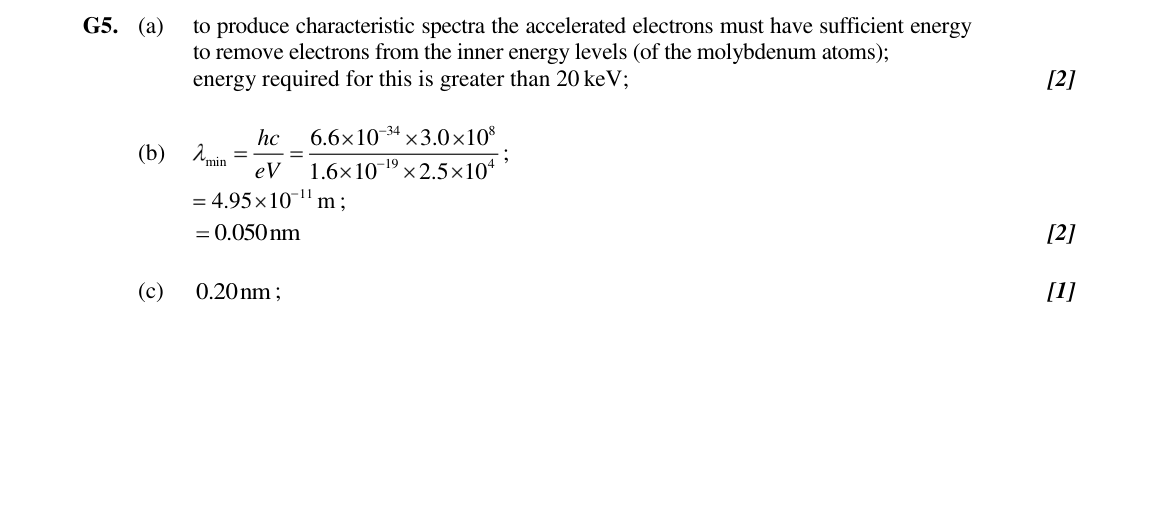 G5. (a) to produce characteristic spectra the accelerated electrons must have sufficient energy
to remove electrons from the inner energy levels (of the molybdenum atoms);
energy required for this is greater than 20 keV; [2]
(b) λ_min = hc/eV = (6.6×10⁻³⁴ ×3.0×10⁸)/(1.6×10⁻¹⁹ ×2.5×10⁴) ;
= 4.95×10⁻¹¹ m ;
= 0.050 nm [2]
(c) 0.20 nm ; [1]